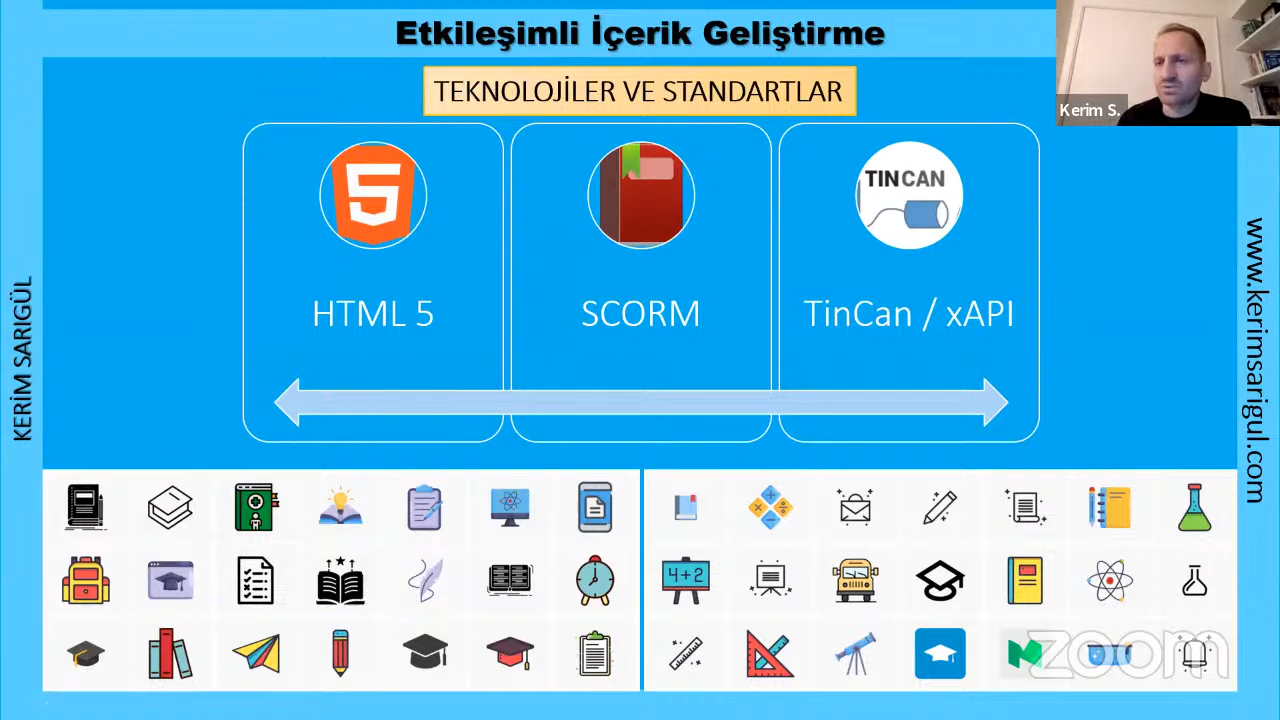 Etkileşimli İçerik Geliştirme
Kerim S.
TEKNOLOJİLER VE STANDARTLAR
TINCAN
HTML 5
SCORM
TinCan / xAPI
KERİM SARIGÜL
www.kerimsarigul.com
4+2
zoom